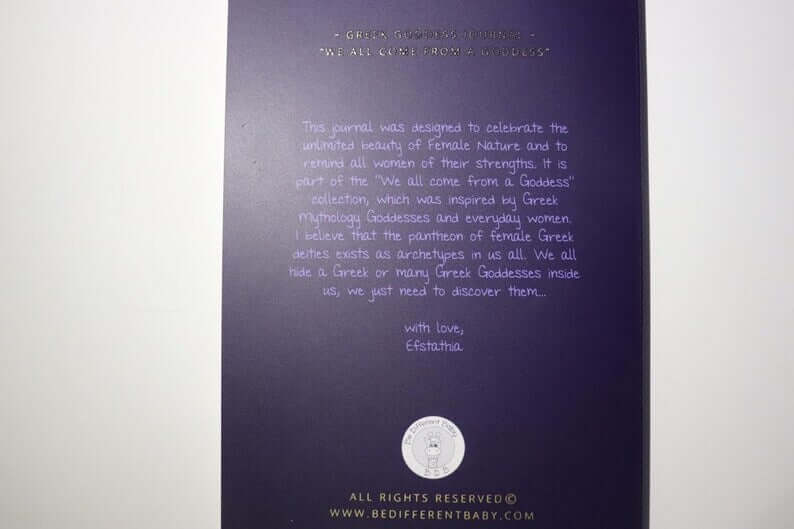 - GREEK GODDESS JOURNAL -
"WE ALL COME FROM A GODDESS"
This journal was designed to celebrate the
unlimited beauty of Female Nature and to
remind all women of their strengths. It is
part of the "We all come from a Goddess"
collection, which was inspired by Greek
Mythology Goddesses and everyday women.
I believe that the pantheon of female Greek
deities exists as archetypes in us all. We all
hide a Greek or many Greek Goddesses inside
us, we just need to discover them...
with love,
Efstathia
Be Different Baby
B D B
ALL RIGHTS RESERVED©
WWW.BEDIFFERENTBABY.COM